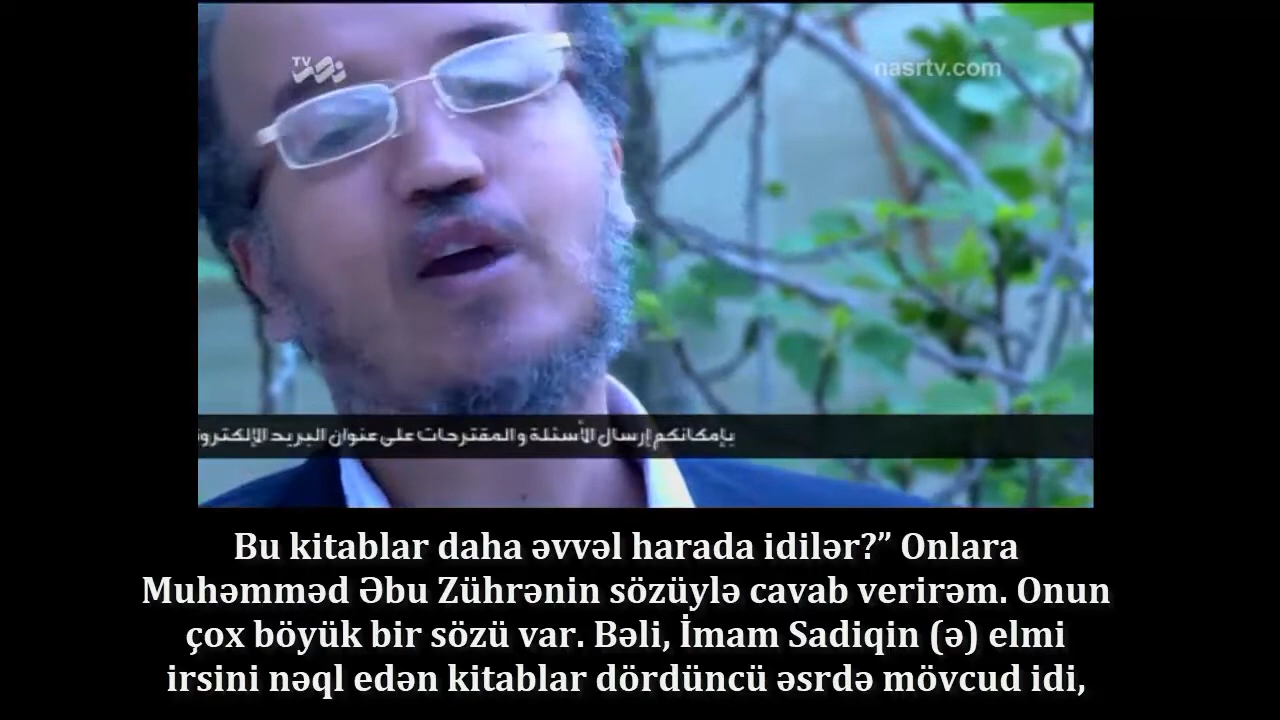 TV
nasrtv.com
بإمكانكم إرسال الأسئلة و المقترحات على عنوان البريد الإلكترو
Bu kitablar daha əvvəl harada idilər?” Onlara
Muhəmməd Əbu Zührənin sözüylə cavab verirəm. Onun
çox böyük bir sözü var. Bəli, İmam Sadiqin (ə) elmi
irsini nəql edən kitablar dördüncü əsrdə mövcud idi,